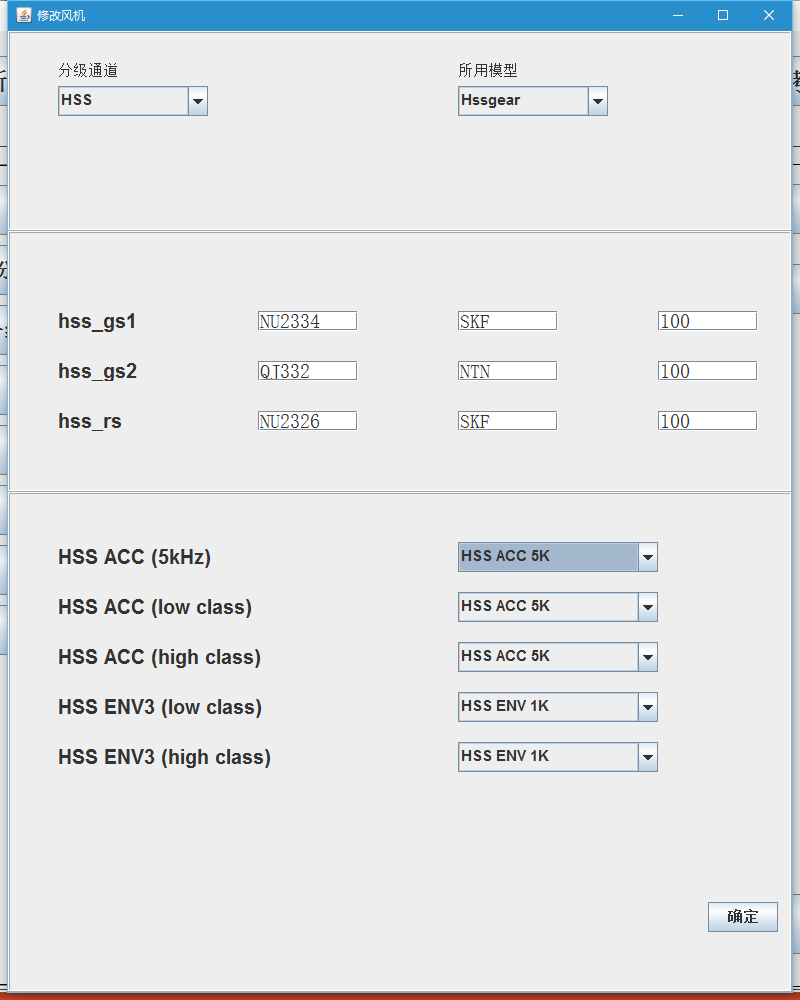 修改风机
分级通道 所用模型
HSS Hssgear
hss_gs1 NU2334 SKF 100
hss_gs2 QJ332 NTN 100
hss_rs NU2326 SKF 100
HSS ACC (5kHz) HSS ACC 5K
HSS ACC (low class) HSS ACC 5K
HSS ACC (high class) HSS ACC 5K
HSS ENV3 (low class) HSS ENV 1K
HSS ENV3 (high class) HSS ENV 1K
确定